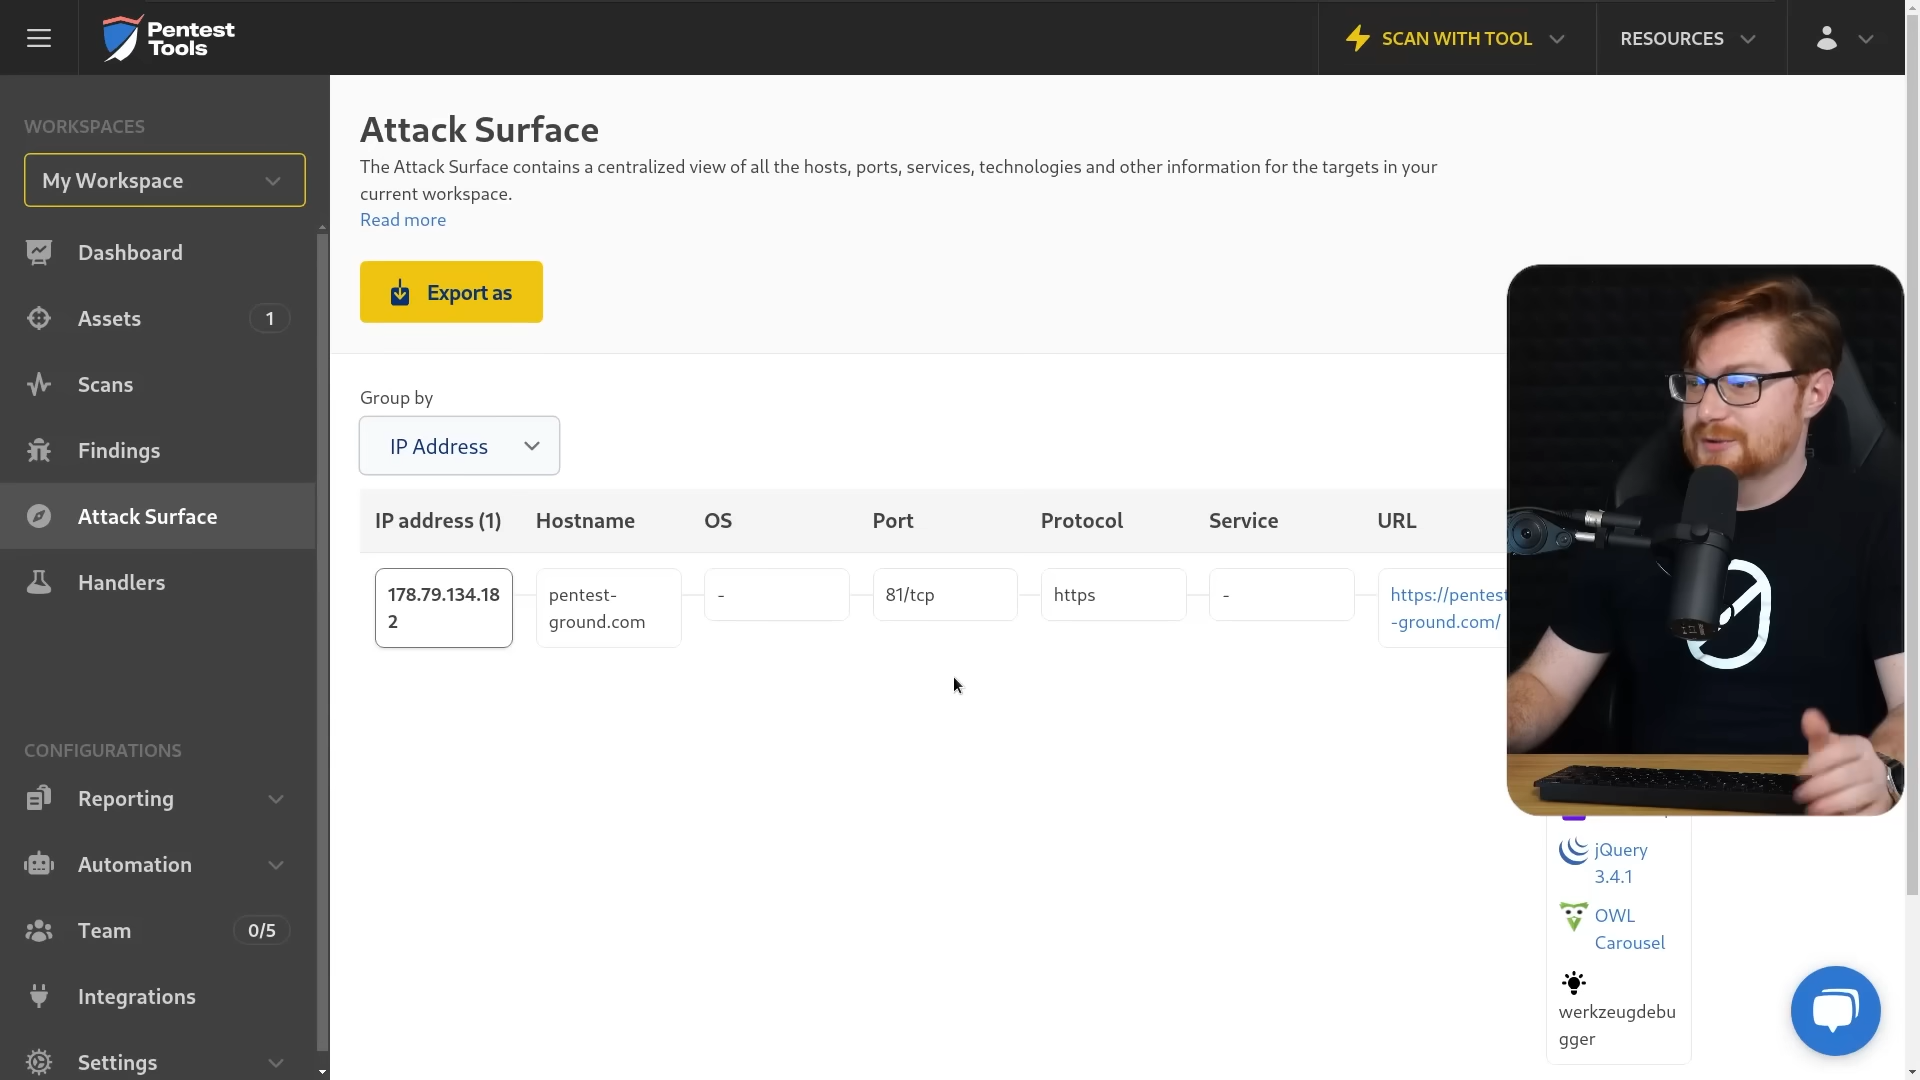 Pentest
Tools
SCAN WITH TOOL
RESOURCES
WORKSPACES
My Workspace
Dashboard
Assets
1
Scans
Findings
Attack Surface
Handlers
CONFIGURATIONS
Reporting
Automation
Team
0/5
Integrations
Settings
Attack Surface
The Attack Surface contains a centralized view of all the hosts, ports, services, technologies and other information for the targets in your
current workspace.
Read more
Export as
Group by
IP Address
IP address (1)
Hostname
OS
Port
Protocol
Service
URL
178.79.134.18
2
pentest-
ground.com
-
81/tcp
https
-
https://pentest
-ground.com/
jQuery
3.4.1
OWL
Carousel
werkzeugdebu
gger